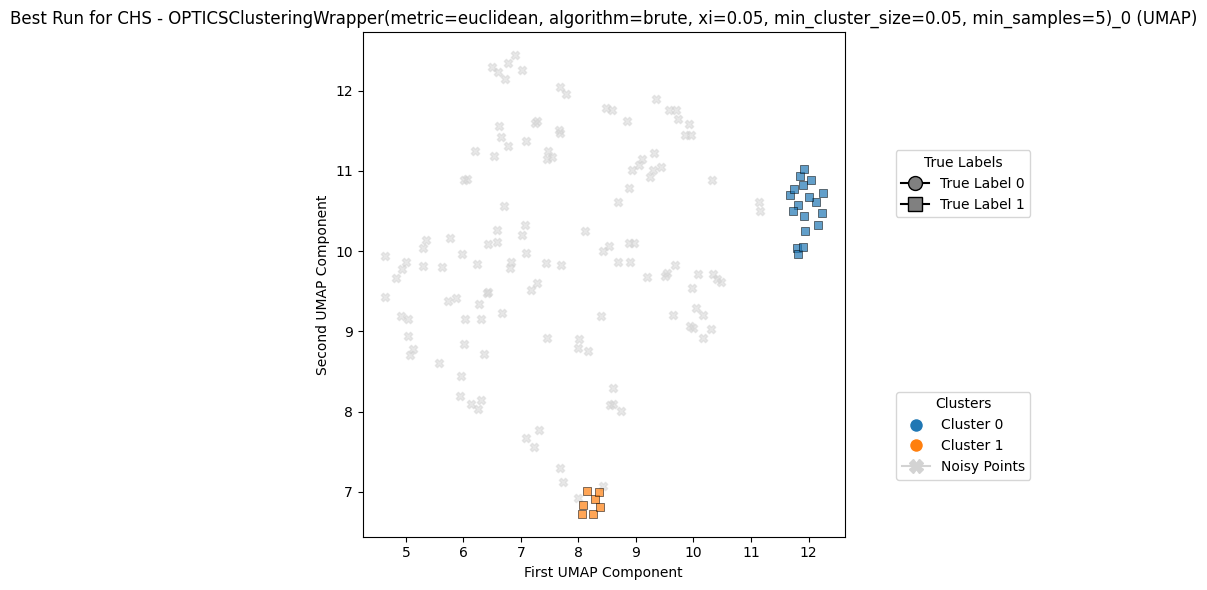 Best Run for CHS - OPTICSClusteringWrapper(metric=euclidean, algorithm=brute, xi=0.05, min_cluster_size=0.05, min_samples=5)_0 (UMAP)
12
11
10
9
8
7
Second UMAP Component
5 6 7 8 9 10 11 12
First UMAP Component
True Labels
True Label 0
True Label 1
Clusters
Cluster 0
Cluster 1
Noisy Points